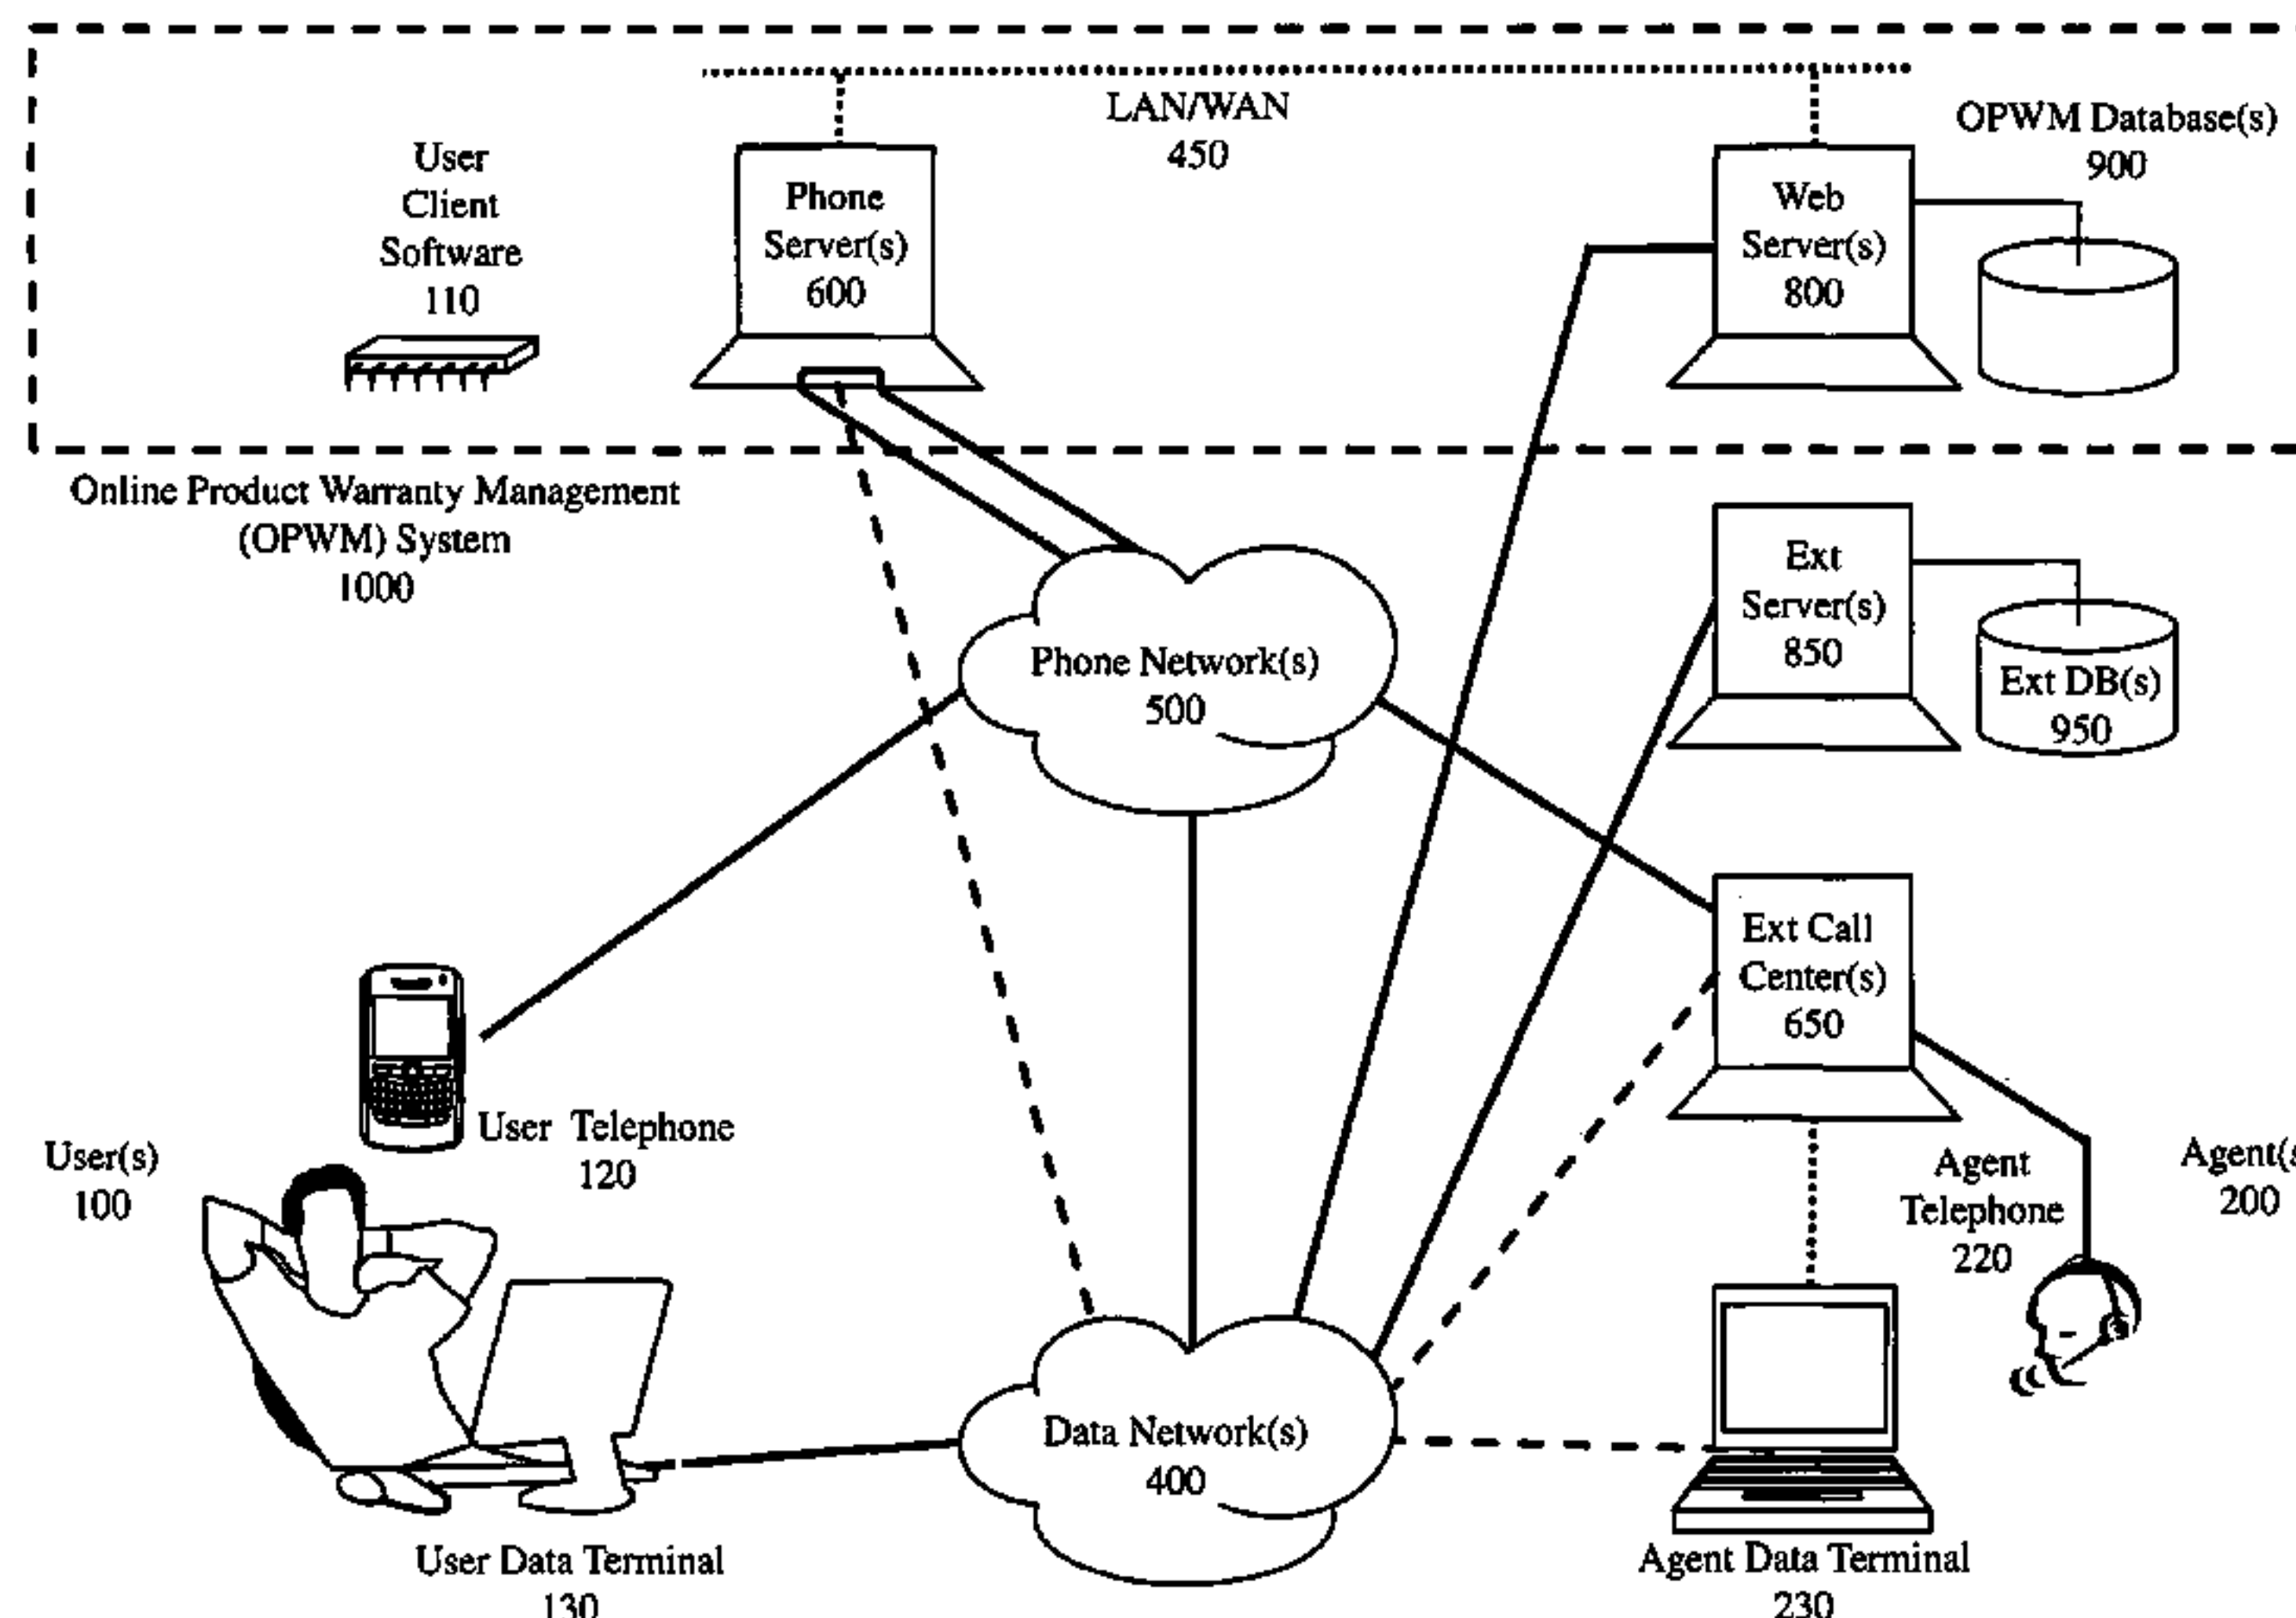 LAN/WAN
450
OPWM Database(s)
900
User
Client
Software
110
Phone
Server(s)
600
Web
Server(s)
800
Online Product Warranty Management
(OPWM) System
1000
Ext
Server(s)
850
Ext DB(s)
950
Phone Network(s)
500
Ext Call
Center(s)
650
User Telephone
120
User(s)
100
Agent
Telephone
220
Agent(s
200
Data Network(s)
400
User Data Terminal
130
Agent Data Terminal
230